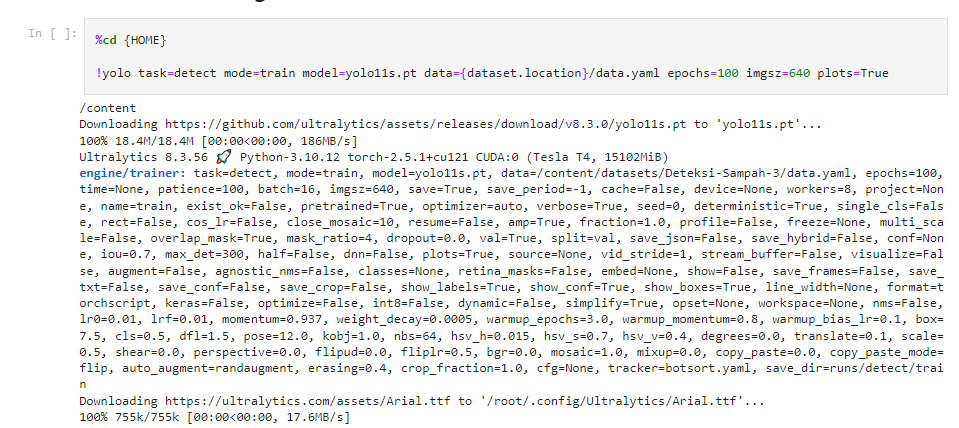 In [ ]:
%cd {HOME}
!yolo task=detect mode=train model=yolo11s.pt data={dataset.location}/data.yaml epochs=100 imgsz=640 plots=True
/content
Downloading https://github.com/ultralytics/assets/releases/download/v8.3.0/yolo11s.pt to 'yolo11s.pt'...
100% 18.4M/18.4M [00:00<00:00, 186MB/s]
Ultralytics 8.3.56 🚀 Python-3.10.12 torch-2.5.1+cu121 CUDA:0 (Tesla T4, 15102MiB)
engine/trainer: task=detect, mode=train, model=yolo11s.pt, data=/content/datasets/Deteksi-Sampah-3/data.yaml, epochs=100,
time=None, patience=100, batch=16, imgsz=640, save=True, save_period=-1, cache=False, device=None, workers=8, project=Non
e, name=train, exist_ok=False, pretrained=True, optimizer=auto, verbose=True, seed=0, deterministic=True, single_cls=Fals
e, rect=False, cos_lr=False, close_mosaic=10, resume=False, amp=True, fraction=1.0, profile=False, freeze=None, multi_sca
le=False, overlap_mask=True, mask_ratio=4, dropout=0.0, val=True, split=val, save_json=False, save_hybrid=False, conf=Non
e, iou=0.7, max_det=300, half=False, dnn=False, plots=True, source=None, vid_stride=1, stream_buffer=False, visualize=Fal
se, augment=False, agnostic_nms=False, classes=None, retina_masks=False, embed=None, show=False, save_frames=False, save_
txt=False, save_conf=False, save_crop=False, show_labels=True, show_conf=True, show_boxes=True, line_width=None, format=t
orchscript, keras=False, optimize=False, int8=False, dynamic=False, simplify=True, opset=None, workspace=None, nms=False,
lr0=0.01, lrf=0.01, momentum=0.937, weight_decay=0.0005, warmup_epochs=3.0, warmup_momentum=0.8, warmup_bias_lr=0.1, box=
7.5, cls=0.5, dfl=1.5, pose=12.0, kobj=1.0, nbs=64, hsv_h=0.015, hsv_s=0.7, hsv_v=0.4, degrees=0.0, translate=0.1, scale=
0.5, shear=0.0, perspective=0.0, flipud=0.0, fliplr=0.5, bgr=0.0, mosaic=1.0, mixup=0.0, copy_paste=0.0, copy_paste_mode=
flip, auto_augment=randaugment, erasing=0.4, crop_fraction=1.0, cfg=None, tracker=botsort.yaml, save_dir=runs/detect/trai
n
Downloading https://ultralytics.com/assets/Arial.ttf to '/root/.config/Ultralytics/Arial.ttf'...
100% 755k/755k [00:00<00:00, 17.6MB/s]